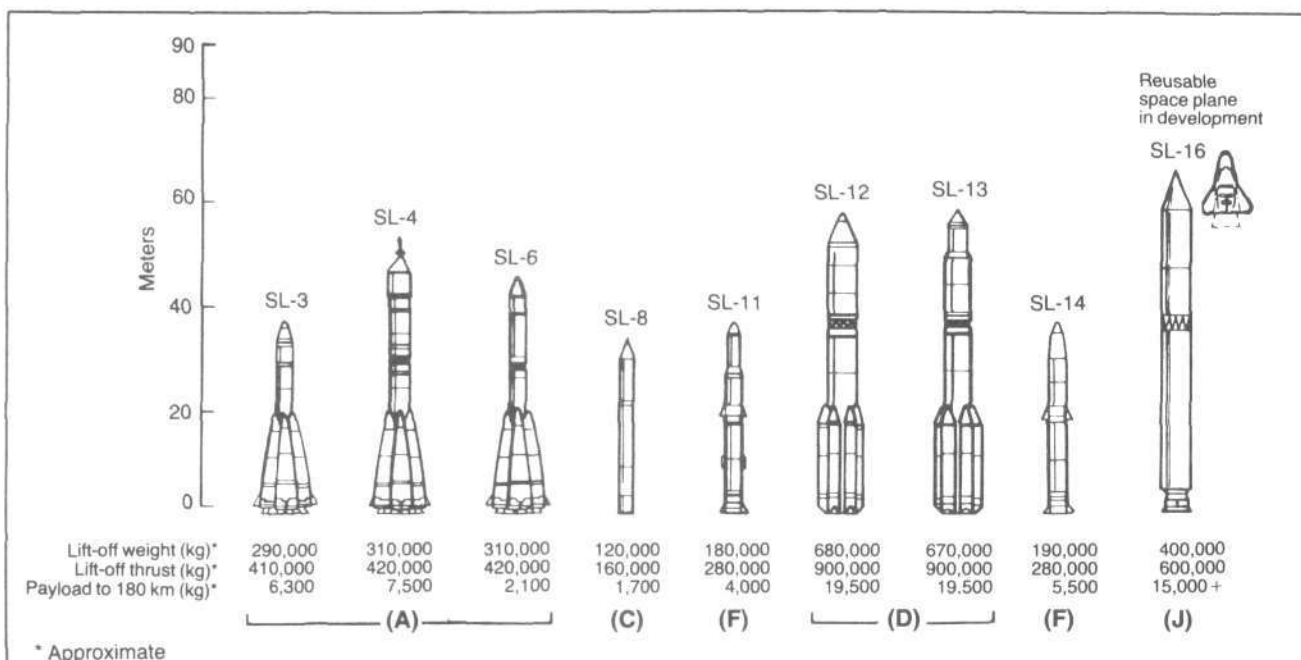 90
80
60
40
20
0
Meters
Reusable
space plane
in development
SL-3
SL-4
SL-6
SL-8
SL-11
SL-12
SL-13
SL-14
SL-16
Lift-off weight (kg)* 290,000 310,000 310,000 120,000 180,000 680,000 670,000 190,000 400,000
Lift-off thrust (kg)* 410,000 420,000 420,000 160,000 280,000 900,000 900,000 280,000 600,000
Payload to 180 km (kg)* 6,300 7,500 2,100 1,700 4,000 19,500 19.500 5,500 15,000 +
(A) (C) (F) (D) (F) (J)
* Approximate